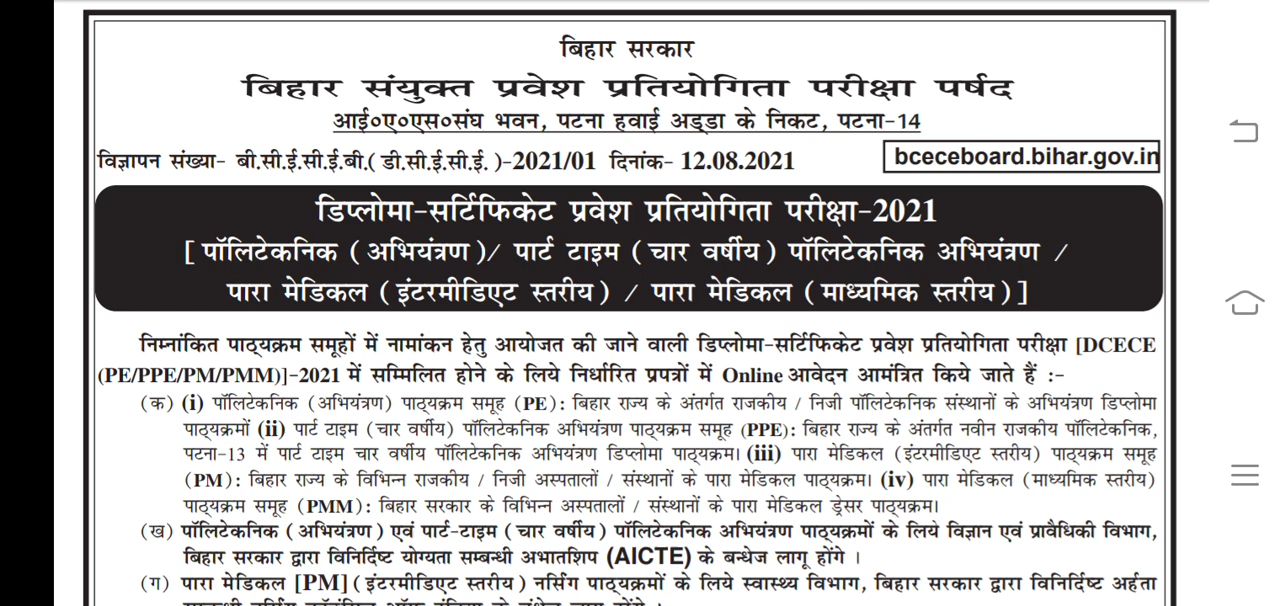 बिहार सरकार
बिहार संयुक्त प्रवेश प्रतियोगिता परीक्षा पर्षद
आई०ए०एस०संघ भवन, पटना हवाई अड्डा के निकट, पटना-14
विज्ञापन संख्या- बी.सी.ई.सी.ई.बी.( डी.सी.ई.सी.ई. )-2021/01 दिनांक- 12.08.2021
bceceboard.bihar.gov.in
डिप्लोमा-सर्टिफिकेट प्रवेश प्रतियोगिता परीक्षा-2021
[ पॉलिटेकनिक ( अभियंत्रण )/ पार्ट टाइम ( चार वर्षीय ) पॉलिटेकनिक अभियंत्रण /
पारा मेडिकल ( इंटरमीडिएट स्तरीय ) / पारा मेडिकल ( माध्यमिक स्तरीय ) ]
निम्नांकित पाठ्यक्रम समूहों में नामांकन हेतु आयोजत की जाने वाली डिप्लोमा-सर्टिफिकेट प्रवेश प्रतियोगिता परीक्षा [DCECE
(PE/PPE/PM/PMM)]-2021 में सम्मिलित होने के लिये निर्धारित प्रपत्रों में Online आवेदन आमंत्रित किये जाते हैं :-
(क) (i) पॉलिटेकनिक (अभियंत्रण) पाठ्यक्रम समूह (PE): बिहार राज्य के अंतर्गत राजकीय / निजी पॉलिटेकनिक संस्थानों के अभियंत्रण डिप्लोमा
पाठ्यक्रमों (ii) पार्ट टाइम (चार वर्षीय) पॉलिटेकनिक अभियंत्रण पाठ्यक्रम समूह (PPE): बिहार राज्य के अंतर्गत नवीन राजकीय पॉलिटेकनिक,
पटना-13 में पार्ट टाइम चार वर्षीय पॉलिटेकनिक अभियंत्रण डिप्लोमा पाठ्यक्रम। (iii) पारा मेडिकल (इंटरमीडिएट स्तरीय) पाठ्यक्रम समूह
(PM): बिहार राज्य के विभिन्न राजकीय / निजी अस्पतालों / संस्थानों के पारा मेडिकल पाठ्यक्रम। (iv) पारा मेडिकल (माध्यमिक स्तरीय)
पाठ्यक्रम समूह (PMM): बिहार सरकार के विभिन्न अस्पतालों / संस्थानों के पारा मेडिकल ड्रेसर पाठ्यक्रम।
(ख) पॉलिटेकनिक ( अभियंत्रण ) एवं पार्ट-टाइम ( चार वर्षीय ) पॉलिटेकनिक अभियंत्रण पाठ्यक्रमों के लिये विज्ञान एवं प्रावैधिकी विभाग,
बिहार सरकार द्वारा विनिर्दिष्ट योग्यता सम्बन्धी अभातशिप (AICTE) के बन्धेज लागू होंगे ।
(ग) पारा मेडिकल [PM] ( इंटरमीडिएट स्तरीय ) नर्सिंग पाठ्यक्रमों के लिये स्वास्थ्य विभाग, बिहार सरकार द्वारा विनिर्दिष्ट अर्हता